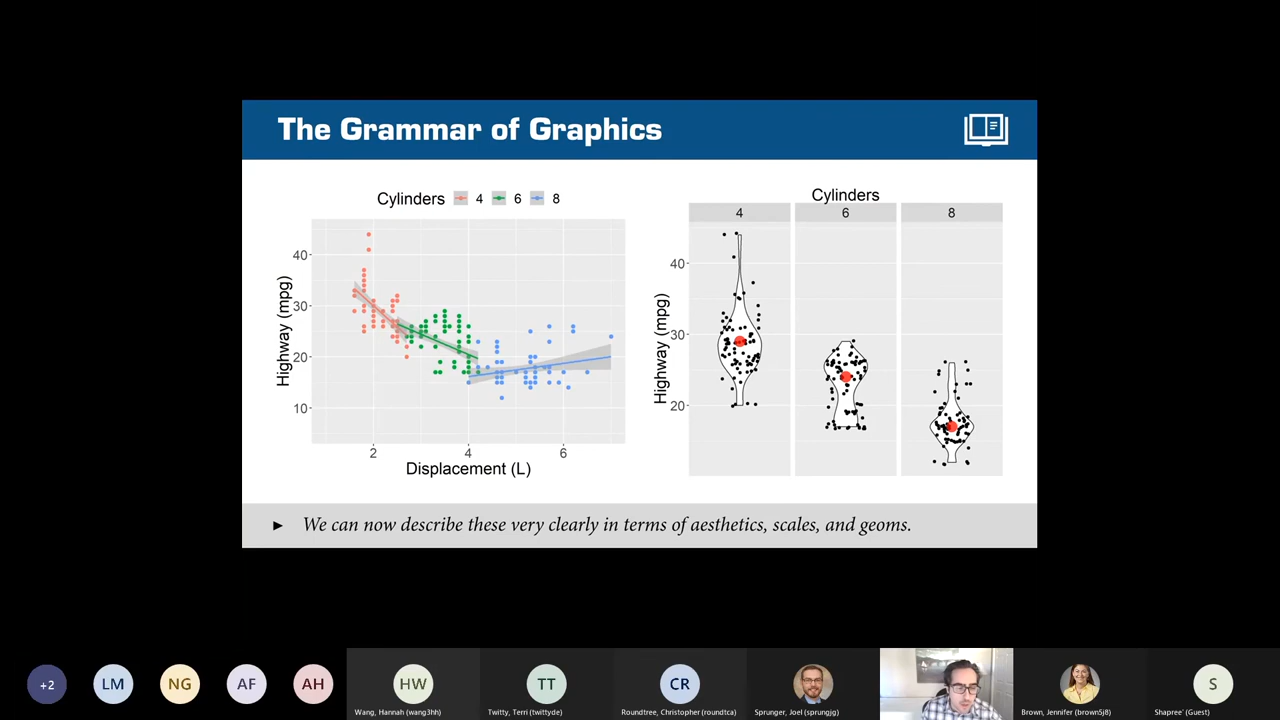 The Grammar of Graphics
Cylinders 4 6 8
40
30
20
10
Highway (mpg)
2 4 6
Displacement (L)
Cylinders
4 6 8
40
30
20
Highway (mpg)
► We can now describe these very clearly in terms of aesthetics, scales, and geoms.
+2 LM NG AF AH HW TT CR S
Wang, Hannah (wang3hh) Twitty, Terri (twittyde) Roundtree, Christopher (roundtca) Sprunger, Joel (sprungjg) Brown, Jennifer (brown5j8) Shapree' (Guest)